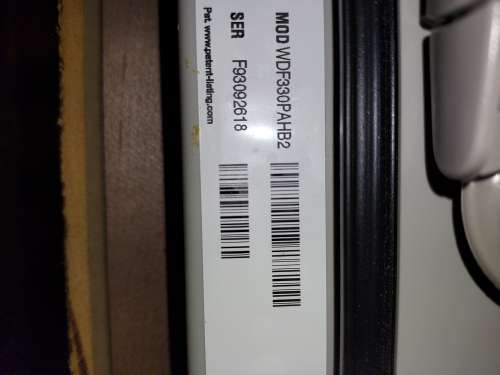 MOD WDF330PAHB2
SER F93092618
Pat. www.patent-listing.com